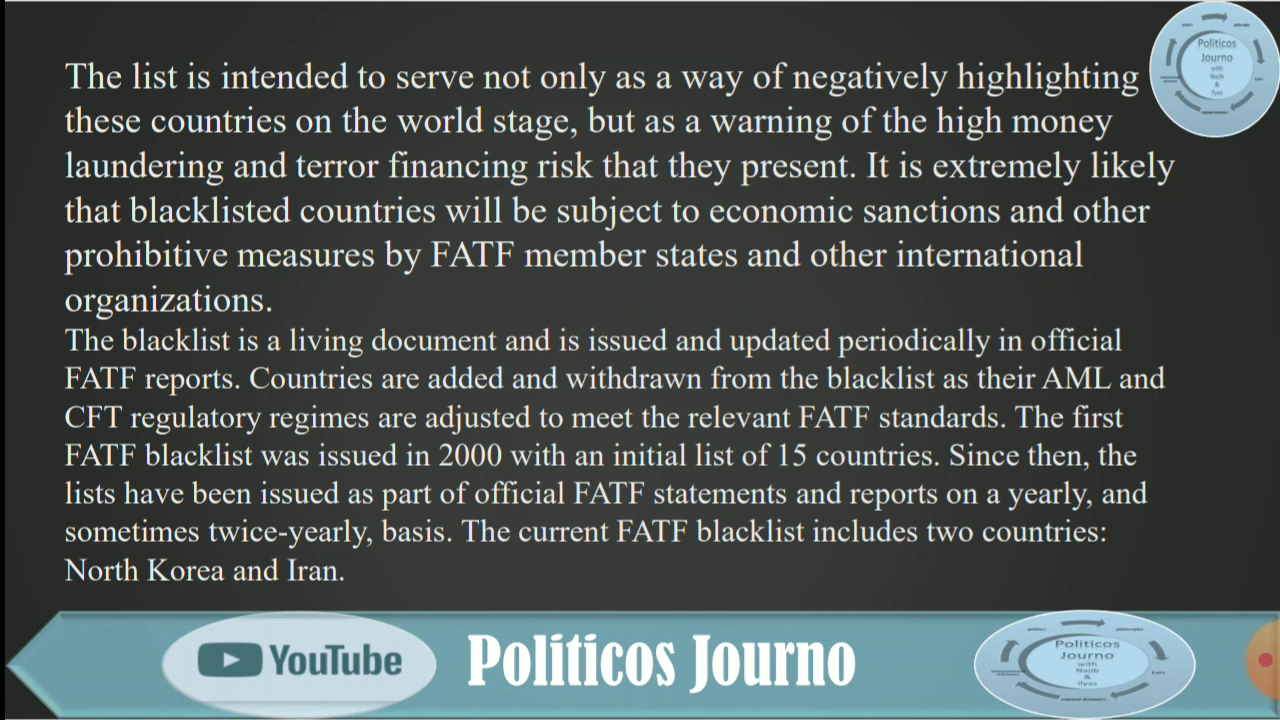 The list is intended to serve not only as a way of negatively highlighting
these countries on the world stage, but as a warning of the high money
laundering and terror financing risk that they present. It is extremely likely
that blacklisted countries will be subject to economic sanctions and other
prohibitive measures by FATF member states and other international
organizations.
The blacklist is a living document and is issued and updated periodically in official
FATF reports. Countries are added and withdrawn from the blacklist as their AML and
CFT regulatory regimes are adjusted to meet the relevant FATF standards. The first
FATF blacklist was issued in 2000 with an initial list of 15 countries. Since then, the
lists have been issued as part of official FATF statements and reports on a yearly, and
sometimes twice-yearly, basis. The current FATF blacklist includes two countries:
North Korea and Iran.
Politicos
Journo
with
Najib
&
Ilyas
YouTube
Politicos Journo
Politicos
Journo
with
Najib
&
Ilyas